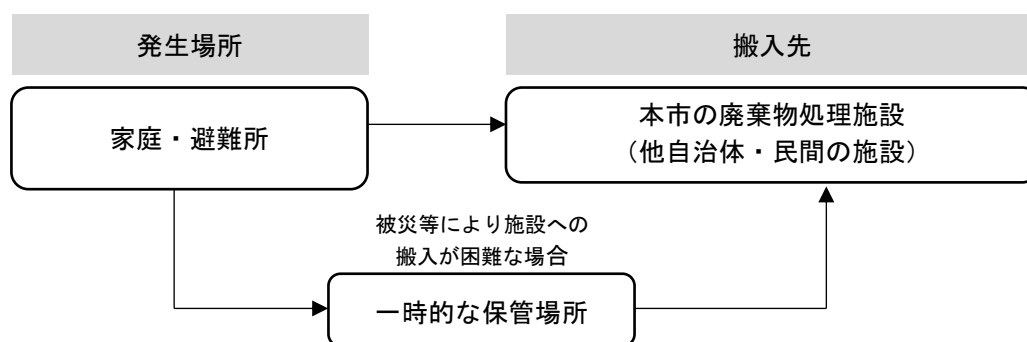 発生場所
搬入先
家庭・避難所
本市の廃棄物処理施設
（他自治体・民間の施設）
被災等により施設への
搬入が困難な場合
一時的な保管場所